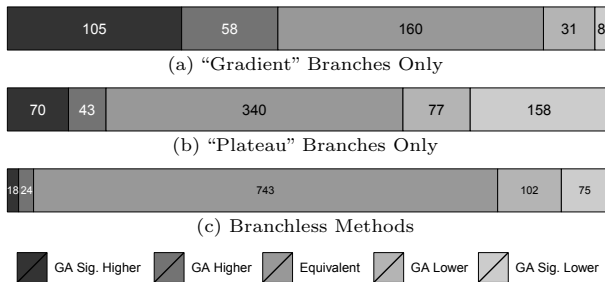 105 58 160 31 8
(a) “Gradient” Branches Only
70 43 340 77 158
(b) “Plateau” Branches Only
18 24 743 102 75
(c) Branchless Methods
GA Sig. Higher GA Higher Equivalent GA Lower GA Sig. Lower